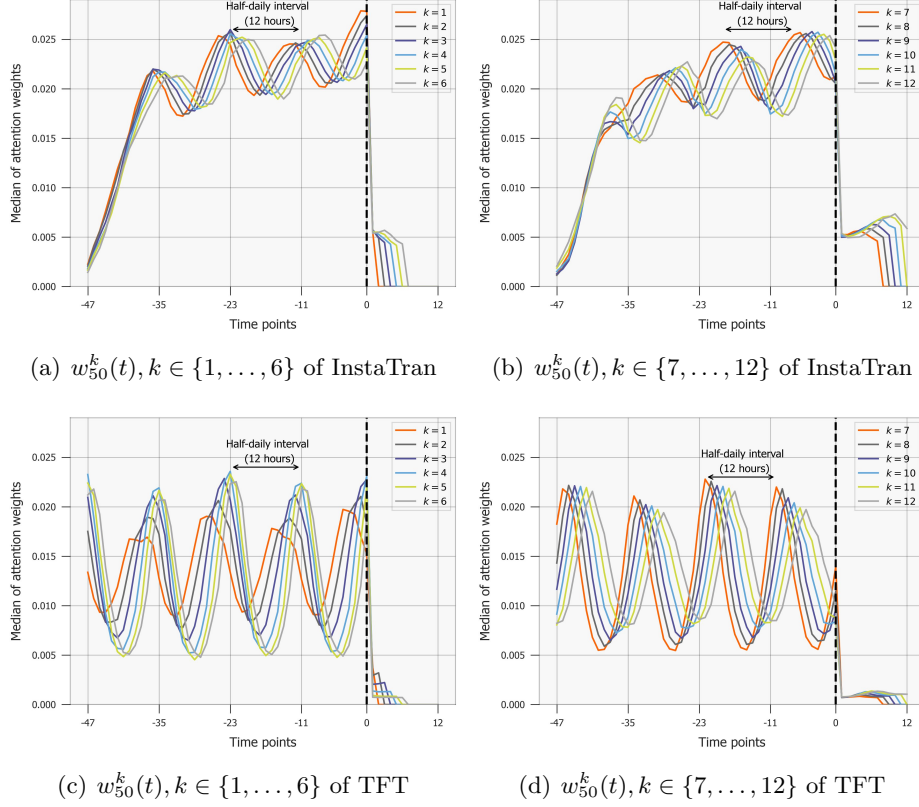 Half-daily interval
(12 hours)
k = 1
k = 2
k = 3
k = 4
k = 5
k = 6
Median of attention weights
0.025
0.020
0.015
0.010
0.005
0.000
-47
-35
-23
-11
0
12
Time points
(a) w_{50}^k(t), k ∈ {1, . . . , 6} of InstaTran
Half-daily interval
(12 hours)
k = 7
k = 8
k = 9
k = 10
k = 11
k = 12
Median of attention weights
0.025
0.020
0.015
0.010
0.005
0.000
-47
-35
-23
-11
0
12
Time points
(b) w_{50}^k(t), k ∈ {7, . . . , 12} of InstaTran
Half-daily interval
(12 hours)
k = 1
k = 2
k = 3
k = 4
k = 5
k = 6
Median of attention weights
0.025
0.020
0.015
0.010
0.005
0.000
-47
-35
-23
-11
0
12
Time points
(c) w_{50}^k(t), k ∈ {1, . . . , 6} of TFT
Half-daily interval
(12 hours)
k = 7
k = 8
k = 9
k = 10
k = 11
k = 12
Median of attention weights
0.025
0.020
0.015
0.010
0.005
0.000
-47
-35
-23
-11
0
12
Time points
(d) w_{50}^k(t), k ∈ {7, . . . , 12} of TFT